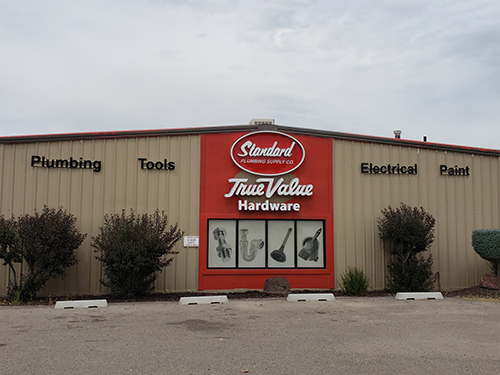 Plumbing Tools
Standard
PLUMBING SUPPLY CO
True Value
Hardware
Electrical Paint